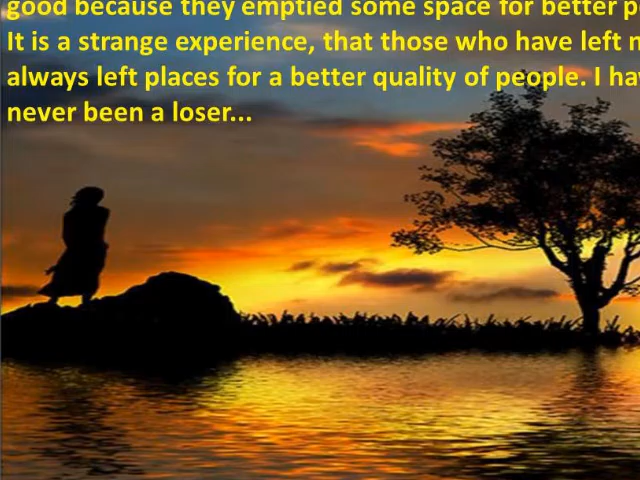 good because they emptied some space for better p
It is a strange experience, that those who have left
always left places for a better quality of people. I ha
never been a loser...